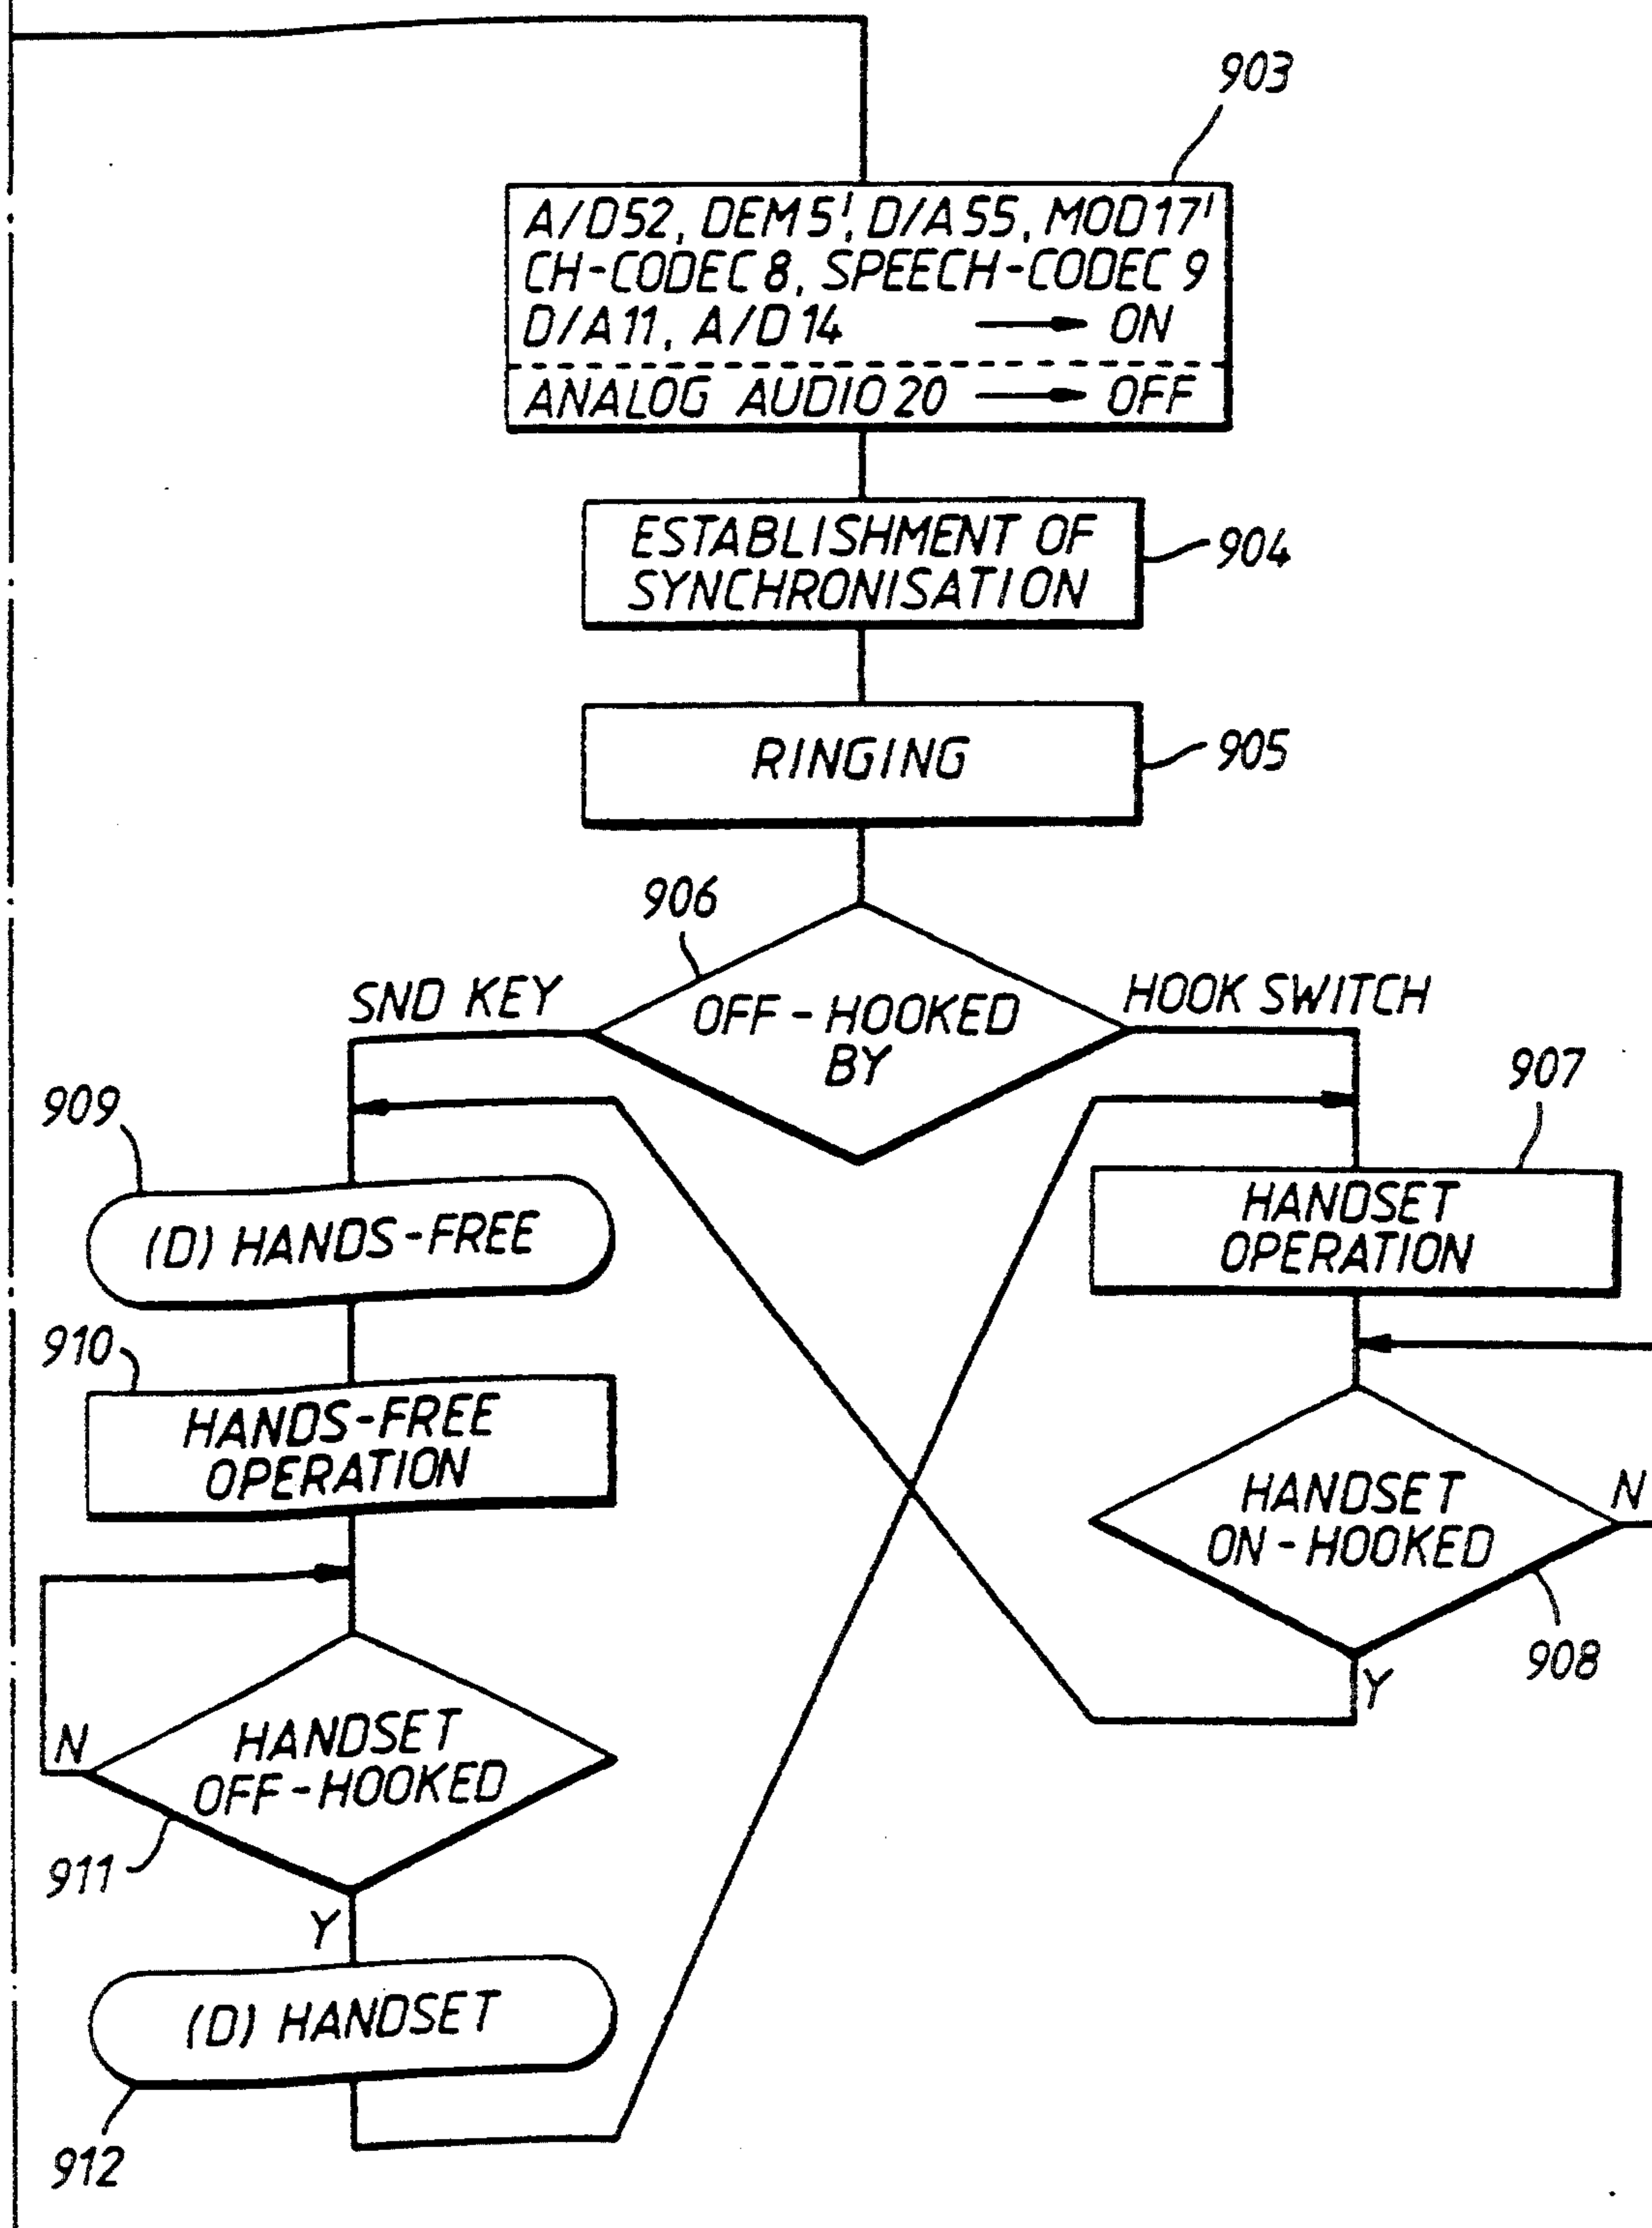 903
A/D52, DEM5', D/A55, MOD17'
CH-CODEC 8, SPEECH-CODEC 9
D/A11, A/D14 → ON
ANALOG AUDIO 20 → OFF
ESTABLISHMENT OF
SYNCHRONISATION
904
RINGING
905
906
SND KEY
HOOK SWITCH
OFF-HOOKED
BY
907
909
HANDSET
OPERATION
(D) HANDS-FREE
910
HANDS-FREE
OPERATION
HANDSET
ON-HOOKED
N
908
Y
HANDSET
OFF-HOOKED
N
911
Y
(D) HANDSET
912